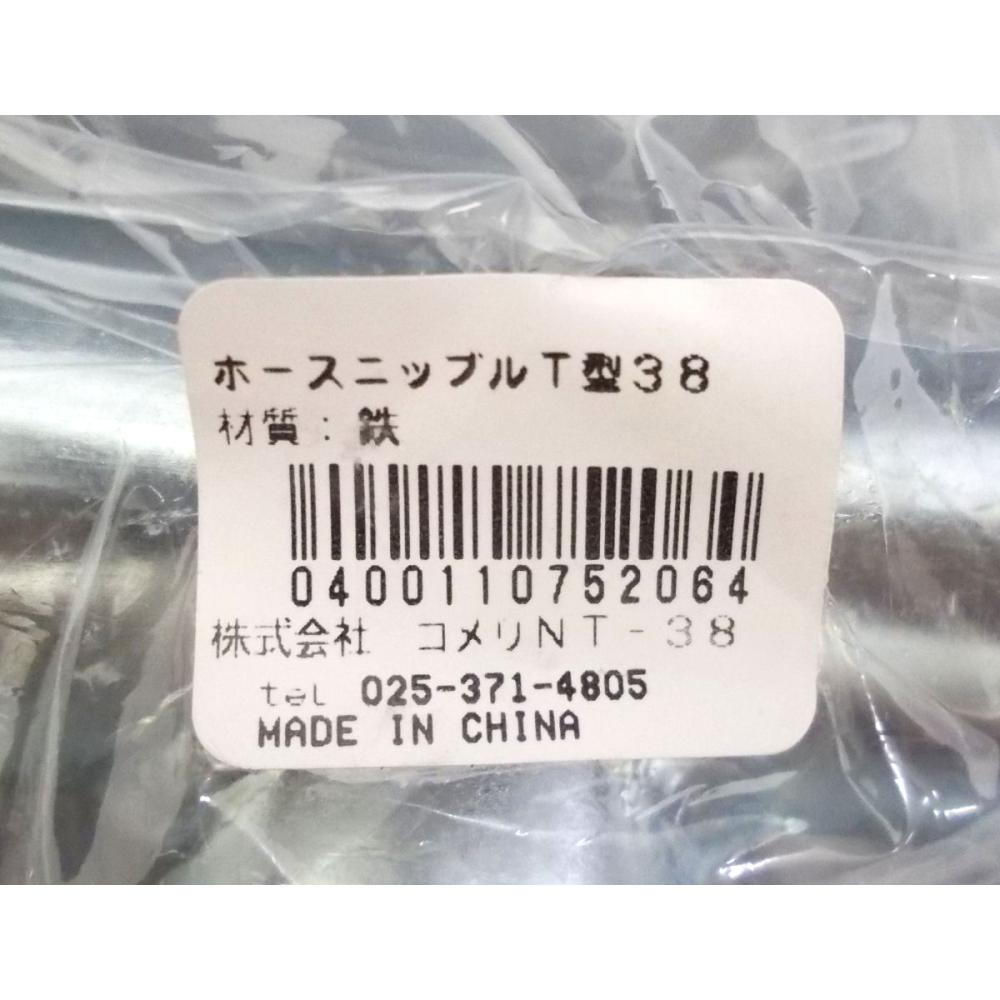 ホースニップルT型38
材質：鉄
0400110752064
株式会社　コメリNT-38
tel 025-371-4805
MADE IN CHINA